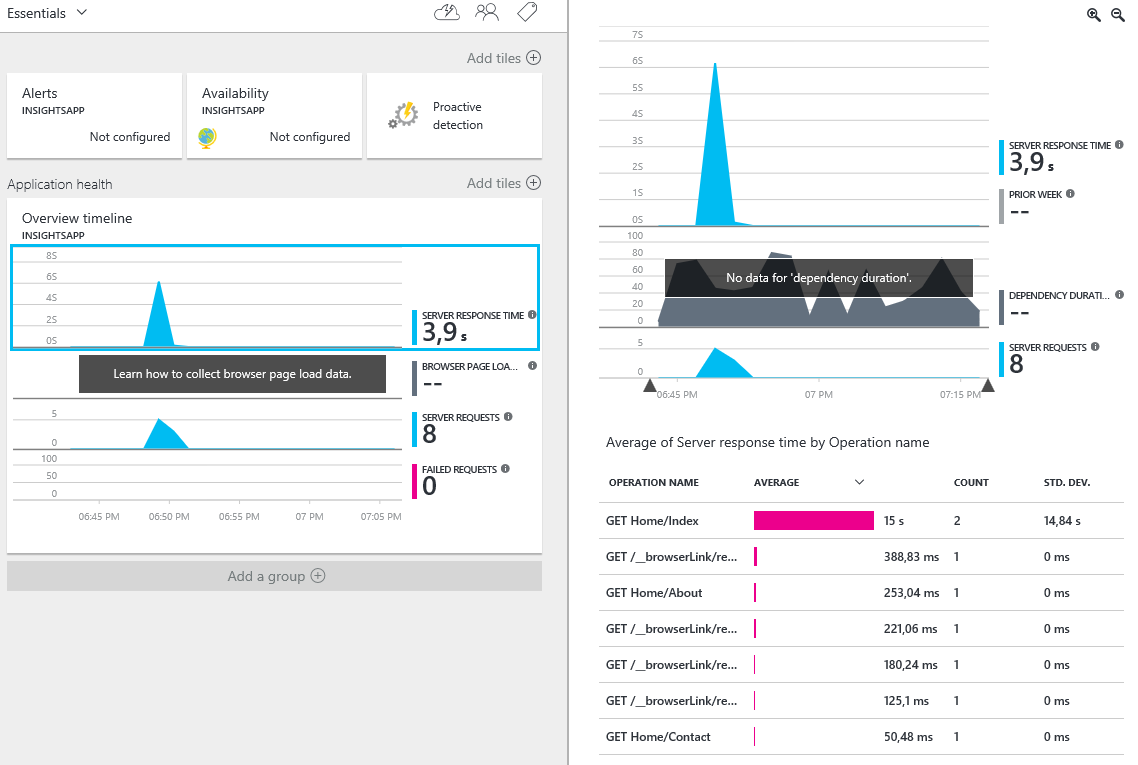 Essentials
Add tiles
Alerts
INSIGHTSAPP
Not configured
Availability
INSIGHTSAPP
Not configured
Proactive
detection
Application health
Add tiles
Overview timeline
INSIGHTSAPP
8S
6S
4S
2S
0S
SERVER RESPONSE TIME
3,9 s
Learn how to collect browser page load data.
BROWSER PAGE LOA...
--
5
0
SERVER REQUESTS
8
100
50
0
FAILED REQUESTS
0
06:45 PM 06:50 PM 06:55 PM 07 PM 07:05 PM
Add a group
7S
6S
5S
4S
3S
2S
1S
0S
SERVER RESPONSE TIME
3,9 s
PRIOR WEEK
--
100
80
60
40
20
0
No data for 'dependency duration'.
DEPENDENCY DURATI...
--
5
0
SERVER REQUESTS
8
06:45 PM 07 PM 07:15 PM
Average of Server response time by Operation name
OPERATION NAME AVERAGE COUNT STD. DEV.
GET Home/Index 15 s 2 14,84 s
GET /__browserLink/re... 388,83 ms 1 0 ms
GET Home/About 253,04 ms 1 0 ms
GET /__browserLink/re... 221,06 ms 1 0 ms
GET /__browserLink/re... 180,24 ms 1 0 ms
GET /__browserLink/re... 125,1 ms 1 0 ms
GET Home/Contact 50,48 ms 1 0 ms